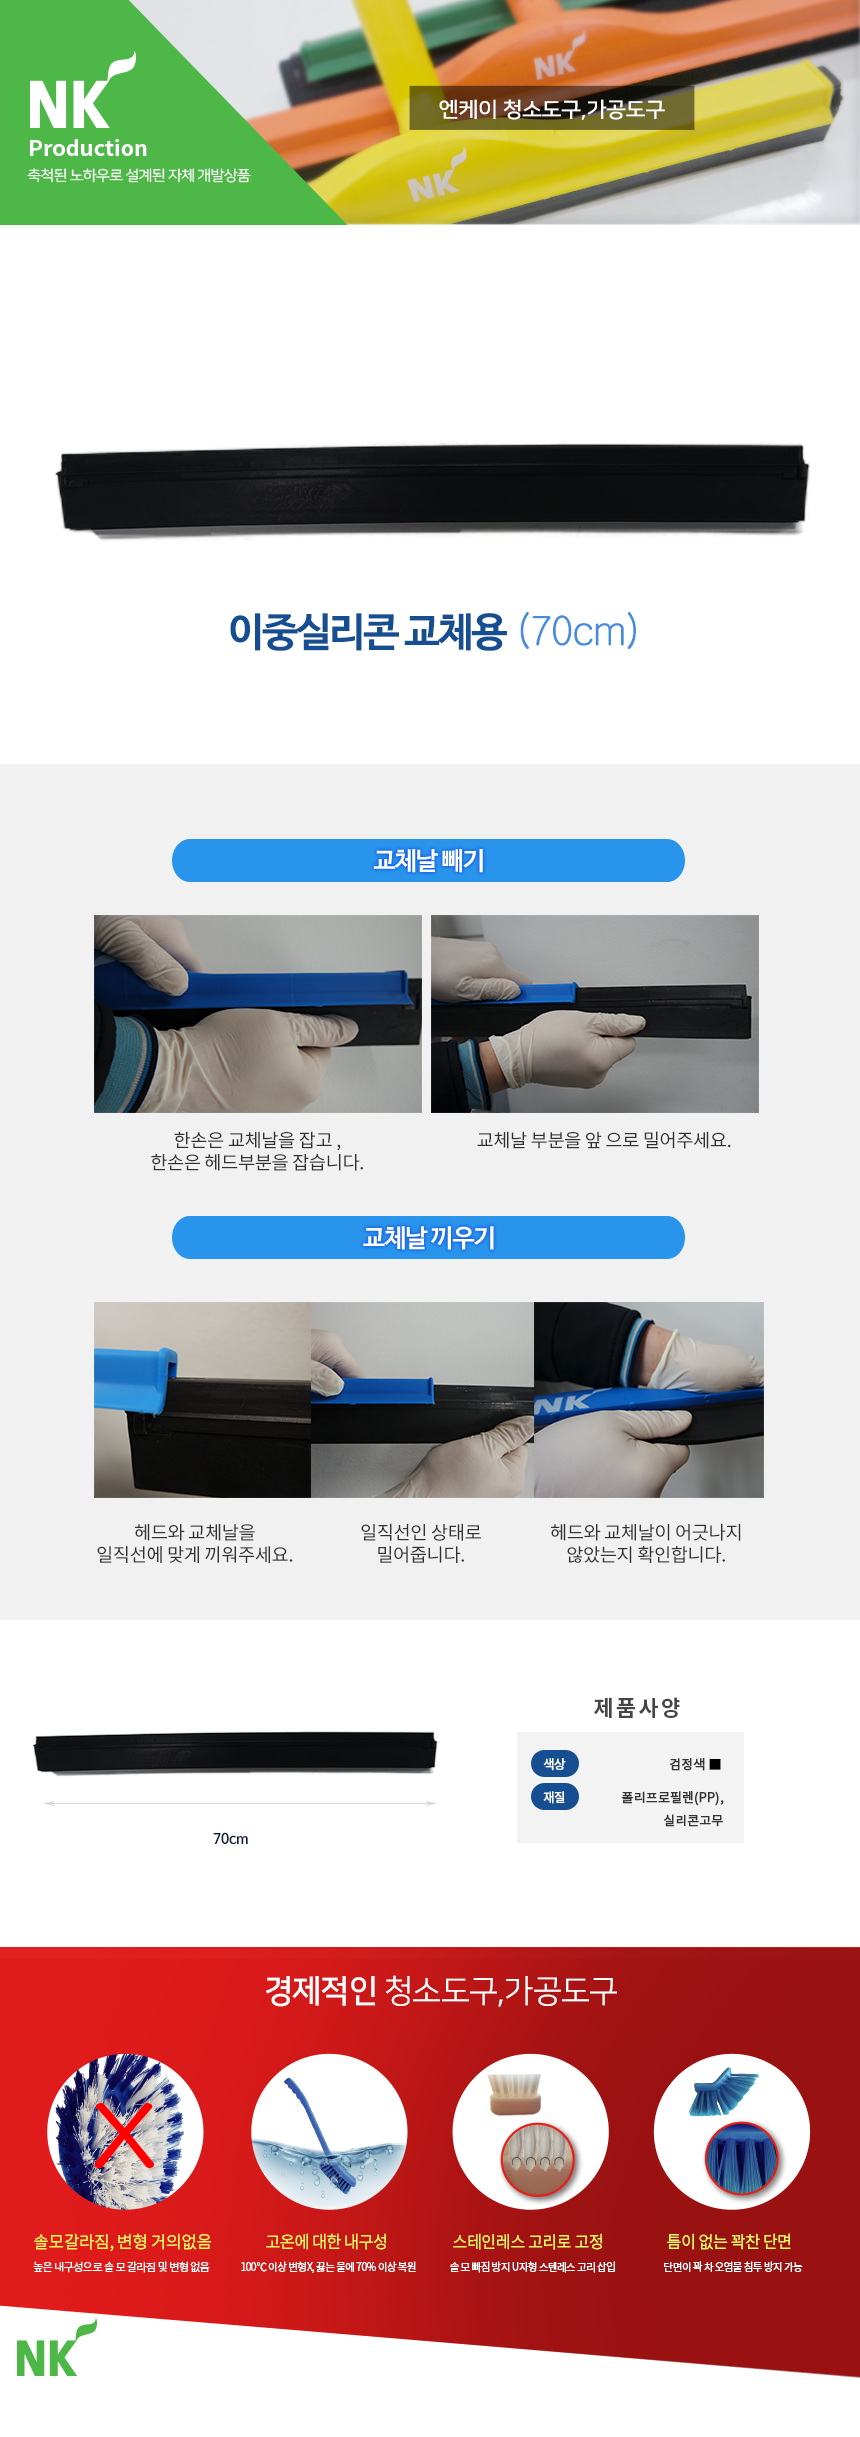 NK
Production
축척된 노하우로 설계된 자체 개발상품
NK
엔케이 청소도구,가공도구
NK
이중실리콘 교체용 (70cm)
교체날 빼기
한손은 교체날을 잡고 ,
한손은 헤드부분을 잡습니다.
교체날 부분을 앞 으로 밀어주세요.
교체날 끼우기
NK
헤드와 교체날을
일직선에 맞게 끼워주세요.
일직선인 상태로
밀어줍니다.
헤드와 교체날이 어긋나지
않았는지 확인합니다.
70cm
제품사양
색상 검정색
재질 폴리프로필렌(PP),
실리콘고무
경제적인 청소도구,가공도구
솔모갈라짐, 변형 거의없음
높은 내구성으로 솔 모 갈라짐 및 변형 없음
고온에 대한 내구성
100℃ 이상 변형X, 끓는 물에 70% 이상 복원
스테인레스 고리로 고정
솔 모 빠짐 방지 U자형 스텐레스 고리 삽입
틈이 없는 꽉찬 단면
단면이 꽉 차 오염물 침투 방지 가능
NK